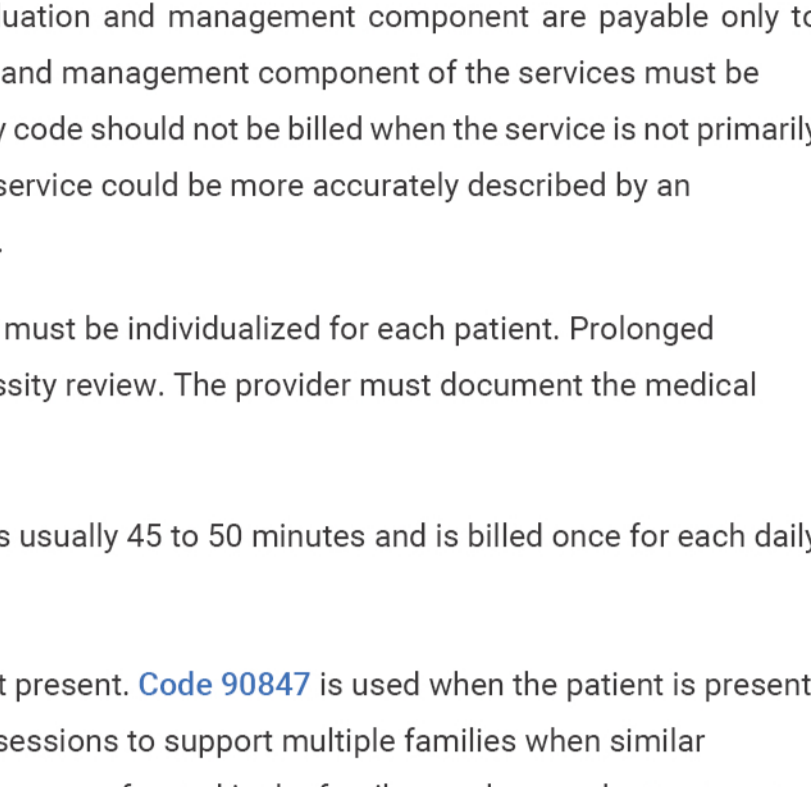 and management component are payable only
and management component of the services must be
code should not be billed when the service is not primarily
service could be more accurately described by an
.
must be individualized for each patient. Prolonged
review. The provider must document the medical
usually 45 to 50 minutes and is billed once for each daily
present. Code 90847 is used when the patient is present
sessions to support multiple families when similar